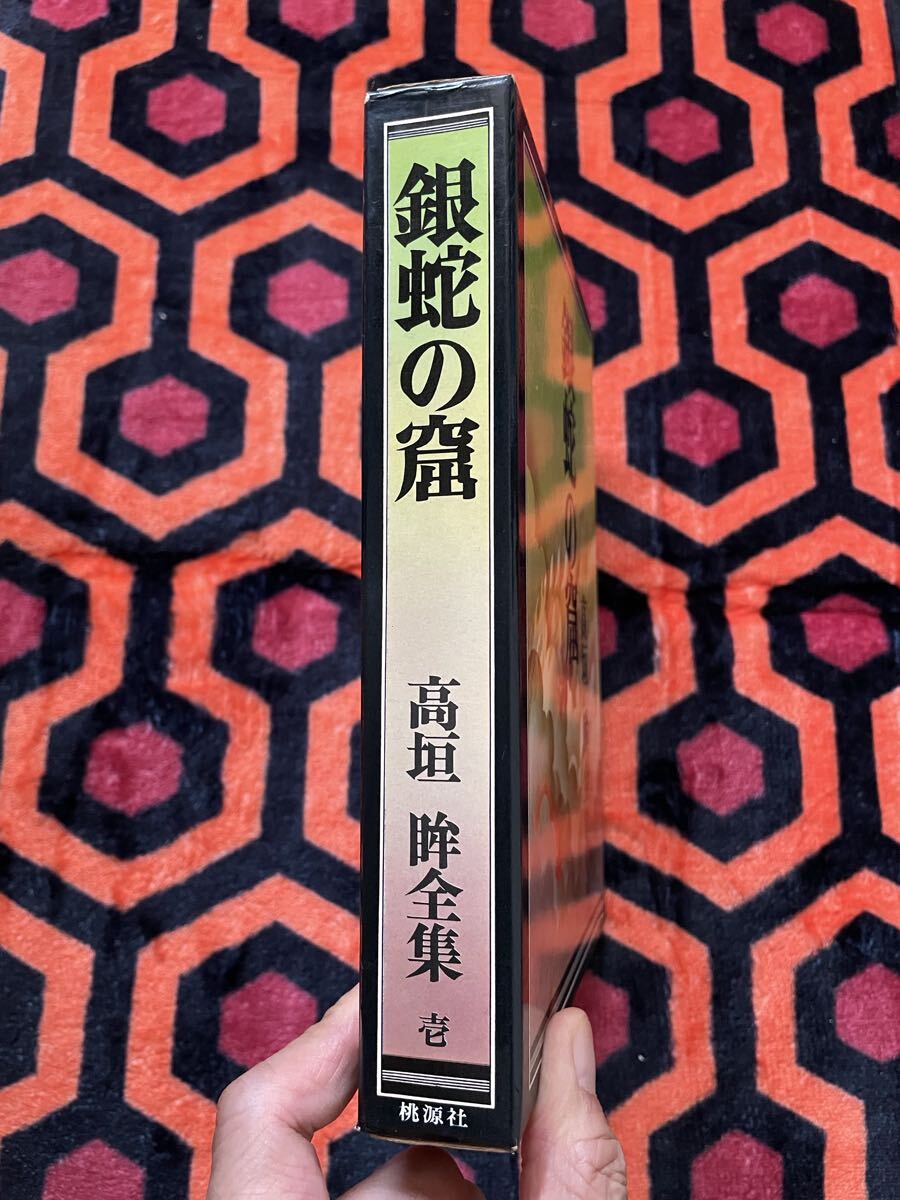 銀蛇の窟
高垣 眸全集 壱
桃源社